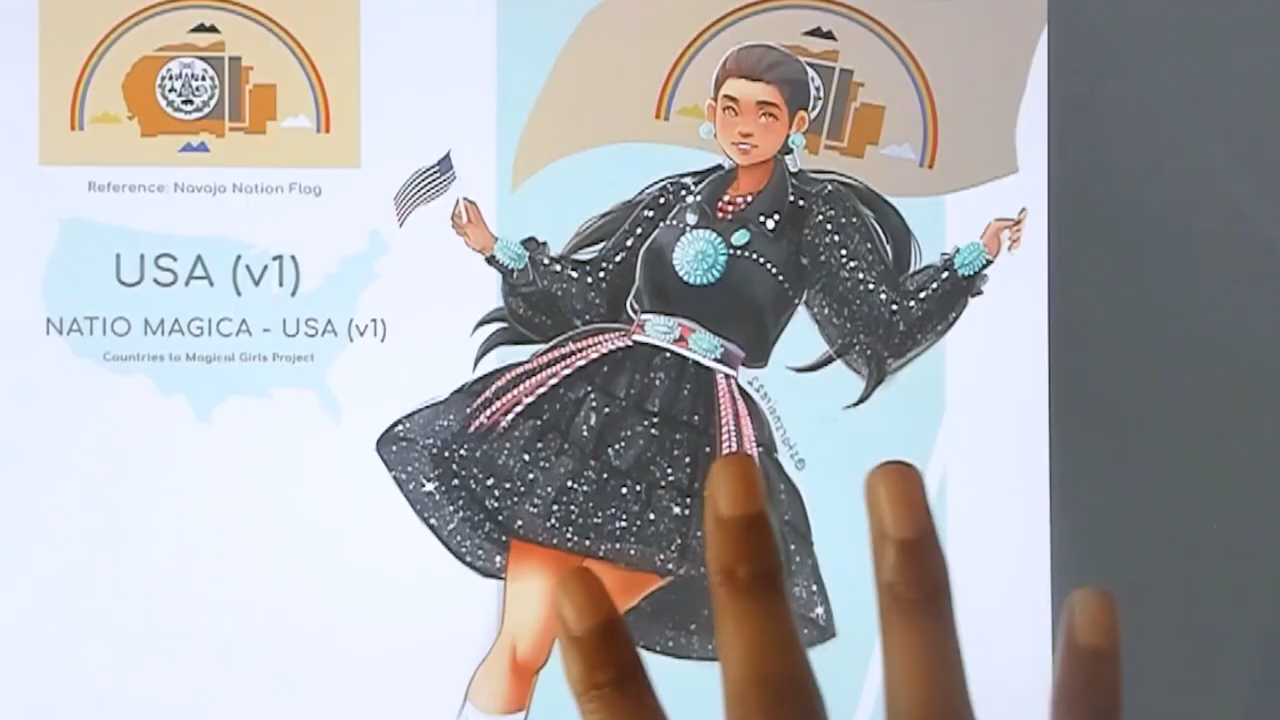 Reference: Navajo Nation Flag
USA (v1)
NATIO MAGICA - USA (v1)
Countries to Magical Girls Project